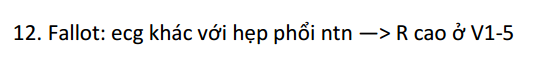 12. Fallot: ecg khác với hẹp phổi ntn —> R cao ở V1-5